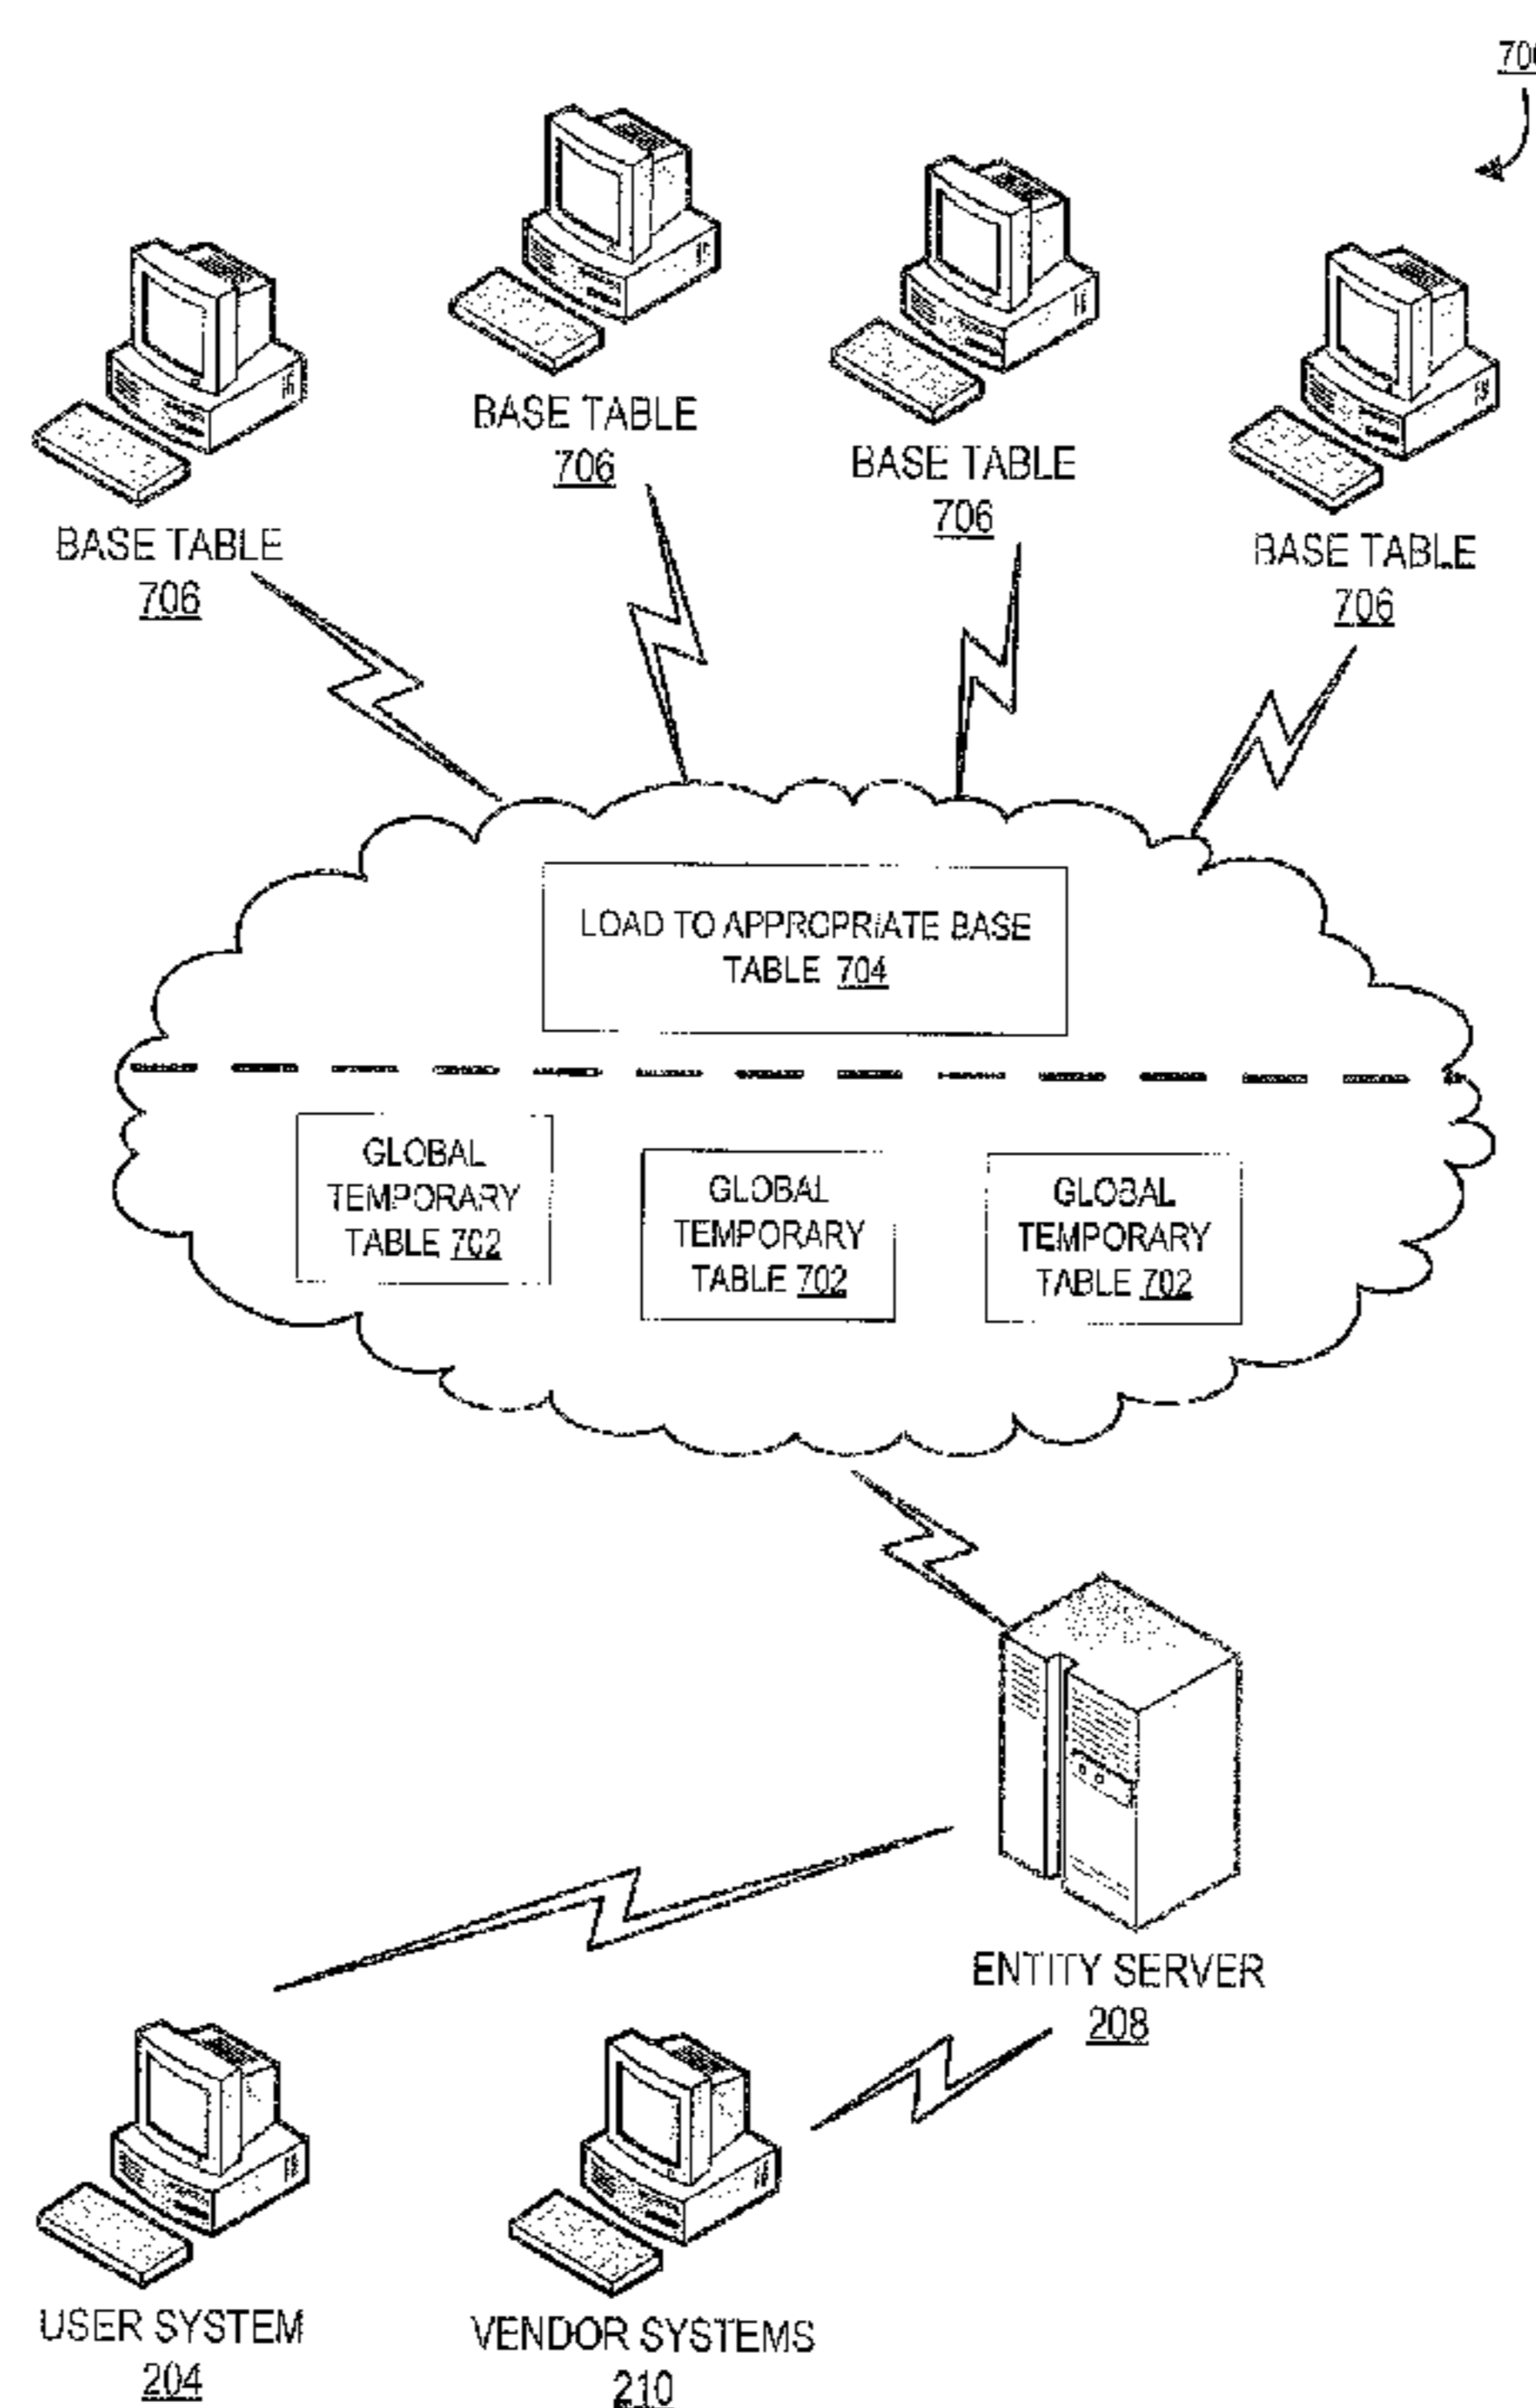 700
BASE TABLE
706
BASE TABLE
706
BASE TABLE
706
BASE TABLE
706
LOAD TO APPROPRIATE BASE
TABLE 704
GLOBAL
TEMPORARY
TABLE 702
GLOBAL
TEMPORARY
TABLE 702
GLOBAL
TEMPORARY
TABLE 702
ENTITY SERVER
208
USER SYSTEM
204
VENDOR SYSTEMS
210